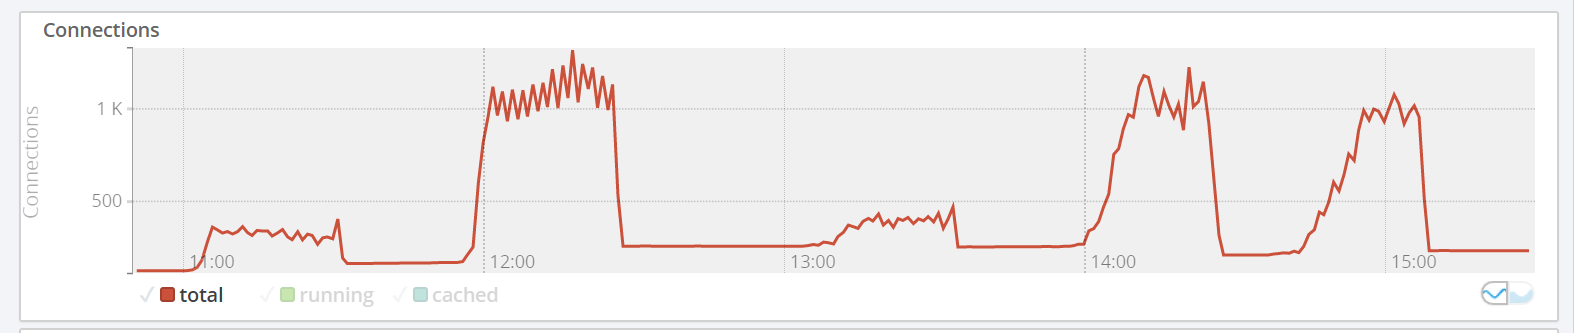 Connections
Connections
1 K
500
11:00 12:00 13:00 14:00 15:00
total running cached